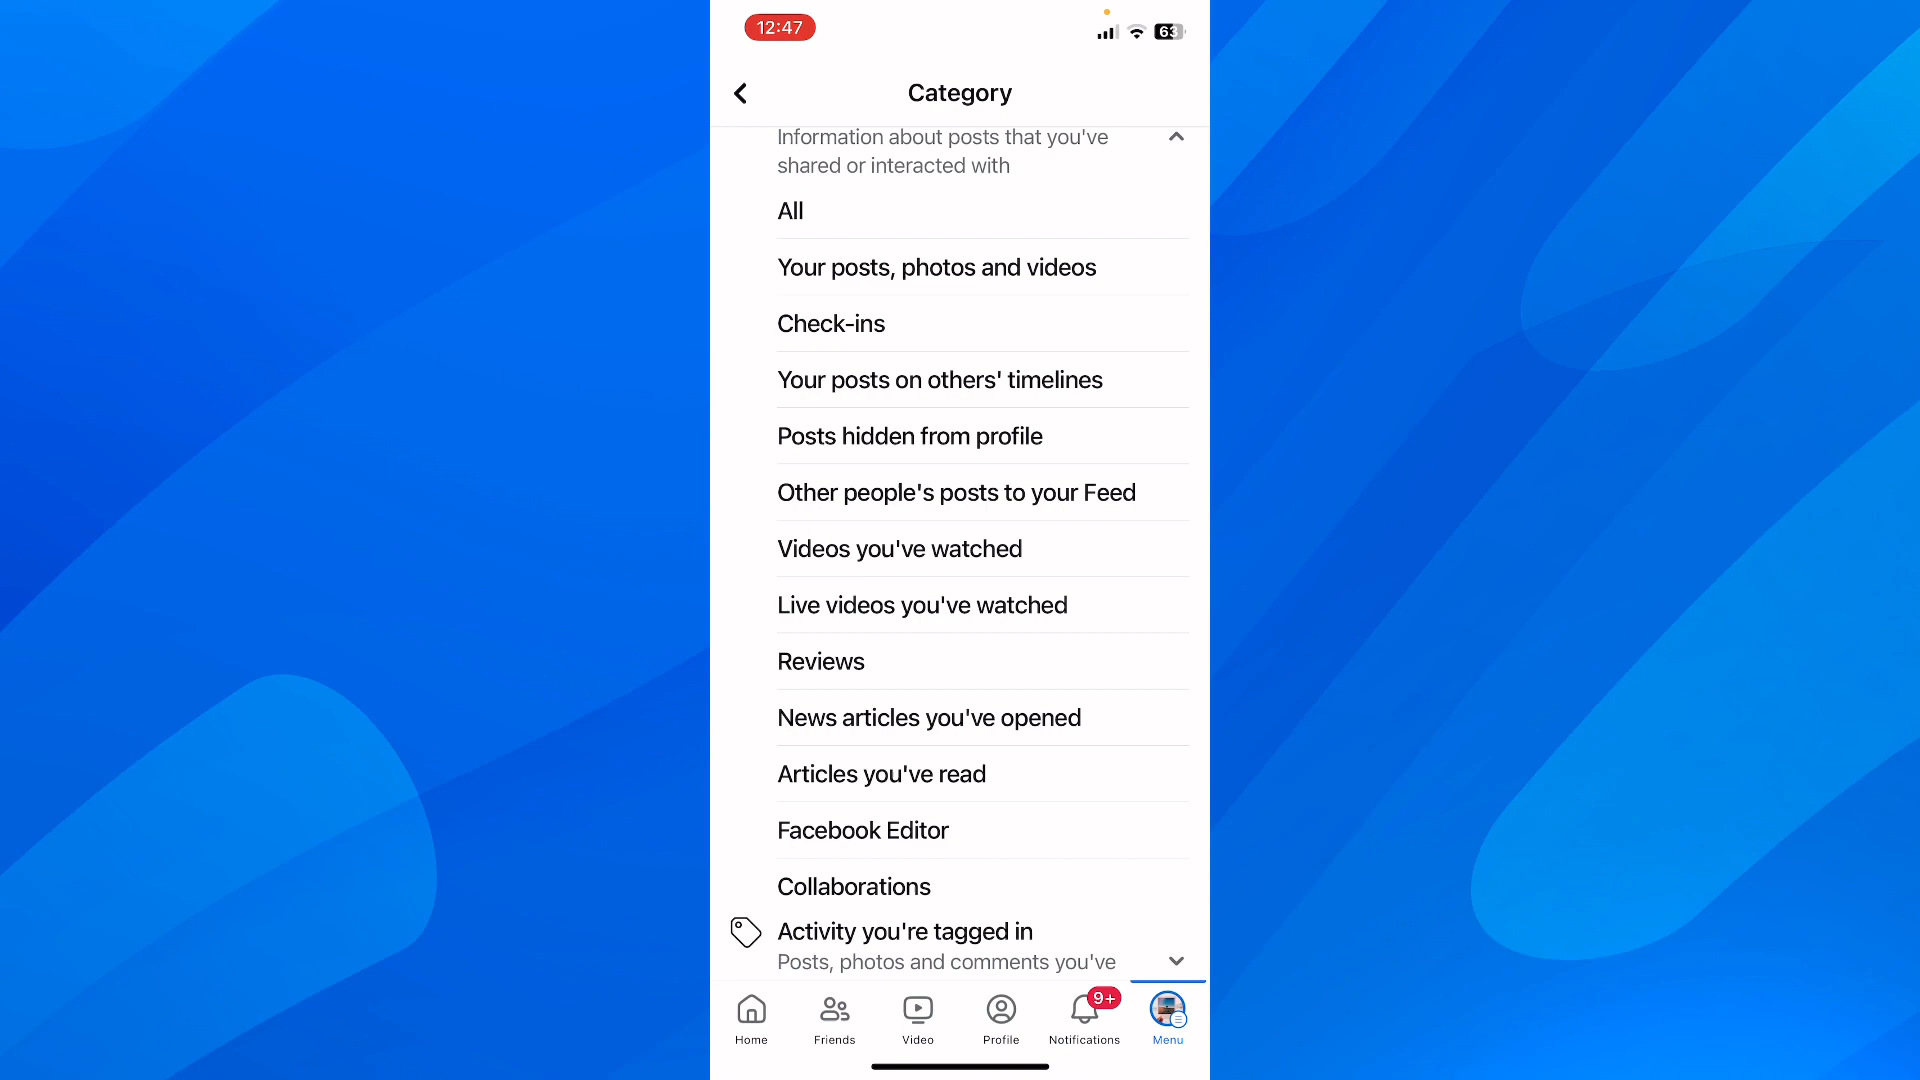 12:47
63
Category
Information about posts that you've
shared or interacted with
All
Your posts, photos and videos
Check-ins
Your posts on others' timelines
Posts hidden from profile
Other people's posts to your Feed
Videos you've watched
Live videos you've watched
Reviews
News articles you've opened
Articles you've read
Facebook Editor
Collaborations
Activity you're tagged in
Posts, photos and comments you've
9+
Home Friends Video Profile Notifications Menu